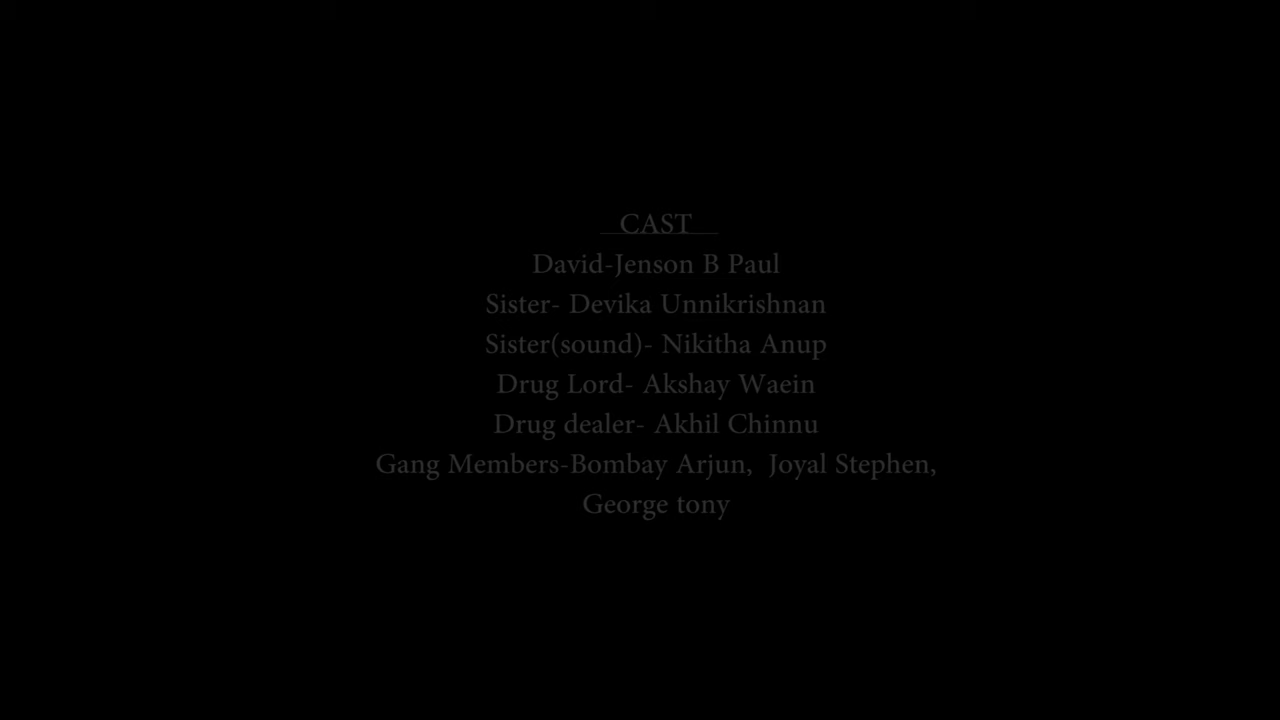 CAST
David-Jenson B Paul
Sister- Devika Unnikrishnan
Sister(sound)- Nikitha Anup
Drug Lord- Akshay Waein
Drug dealer- Akhil Chinnu
Gang Members-Bombay Arjun,  Joyal Stephen,
George tony